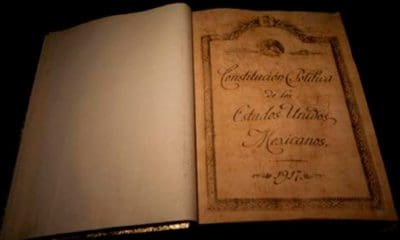 Constitución Política
de los
Estados Unidos
Mexicanos.
1917.